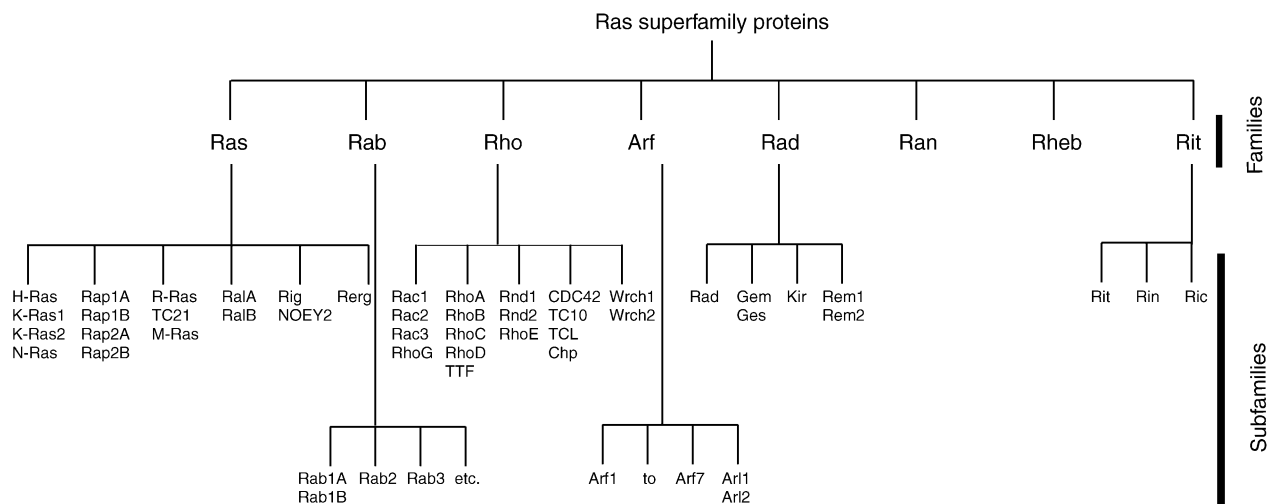 Ras superfamily proteins
Families
Ras Rab Rho Arf Rad Ran Rheb Rit
Subfamilies
H-Ras Rap1A R-Ras RalA Rig Rerg Rac1 RhoA Rnd1 CDC42 Wrch1 Rad Gem Kir Rem1 Rit Rin Ric
K-Ras1 Rap1B TC21 RalB NOEY2 Rac2 RhoB Rnd2 TC10 Wrch2 Ges Rem2
K-Ras2 Rap2A M-Ras Rac3 RhoC RhoE TCL
N-Ras Rap2B RhoG RhoD Chp
TTF
Rab1A Rab2 Rab3 etc. Arf1 to Arf7 Arl1
Rab1B Arl2